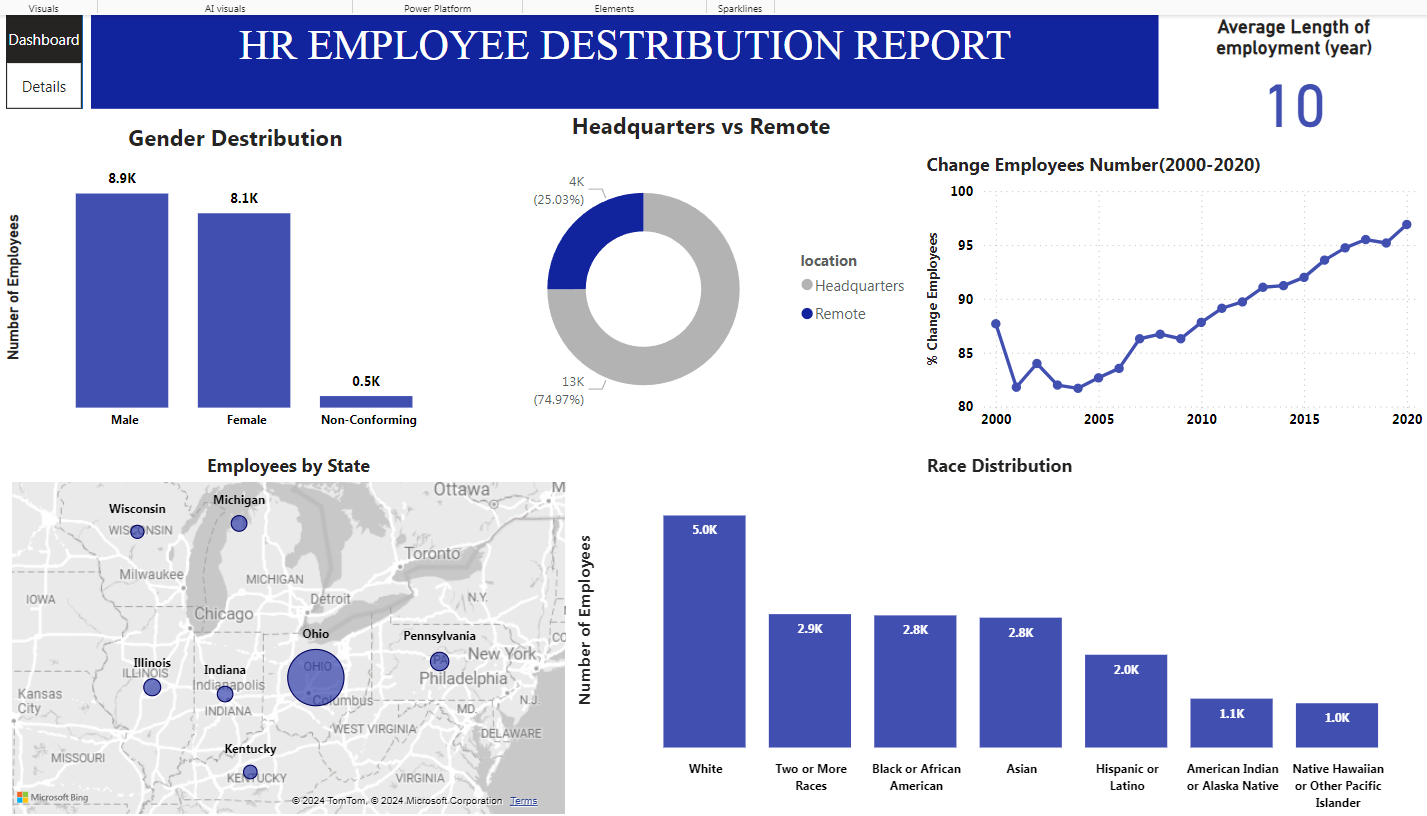 Visuals
AI visuals
Power Platform
Elements
Sparklines
Dashboard
Details
HR EMPLOYEE DESTRIBUTION REPORT
Average Length of
employment (year)
10
Gender Destribution
Number of Employees
8.9K
8.1K
0.5K
Male
Female
Non-Conforming
Headquarters vs Remote
4K
(25.03%)
13K
(74.97%)
location
Headquarters
Remote
Change Employees Number(2000-2020)
% Change Employees
100
95
90
85
80
2000
2005
2010
2015
2020
Employees by State
Ottawa
M
Michigan
Wisconsin
WISCONSIN
Toronto
Milwaukee
MICHIGAN
IOWA
N.Y.
Detroit
Chicago
Ohio
Pennsylvania
CO
New York
PA
Illinois
ILLINOIS
Indiana
Indianapolis
OHIO
Philadelphia
Kansas
City
Columbus
N.J.
INDIANA
MD.
WEST VIRGINIA
DELAWARE
Kentucky
MISSOURI
KENTUCKY
VIRGINIA
Microsoft Bing
© 2024 TomTom, © 2024 Microsoft Corporation Terms
Race Distribution
Number of Employees
5.0K
2.9K
2.8K
2.8K
2.0K
1.1K
1.0K
White
Two or More
Races
Black or African
American
Asian
Hispanic or
Latino
American Indian
or Alaska Native
Native Hawaiian
or Other Pacific
Islander